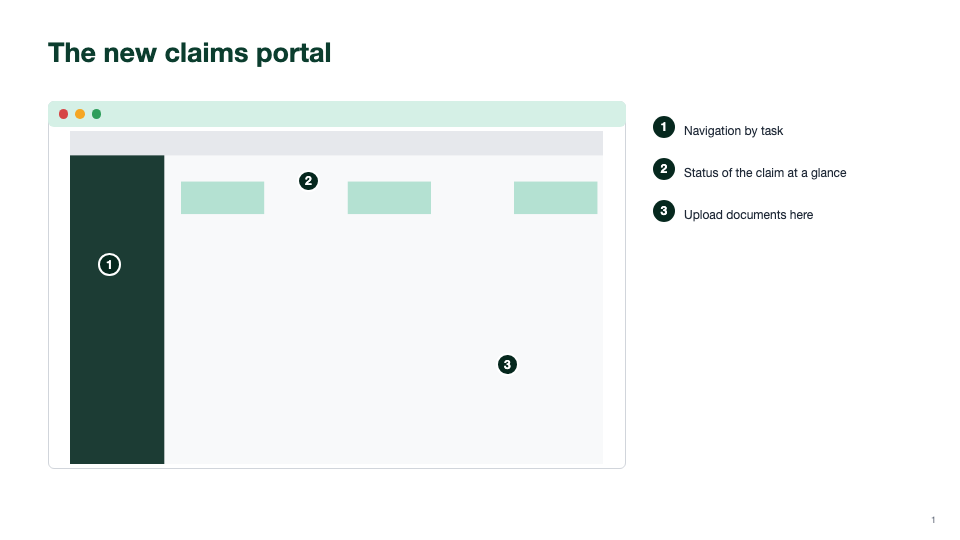 The new claims portal
1 Navigation by task
2
2 Status of the claim at a glance
3 Upload documents here
1
3
1